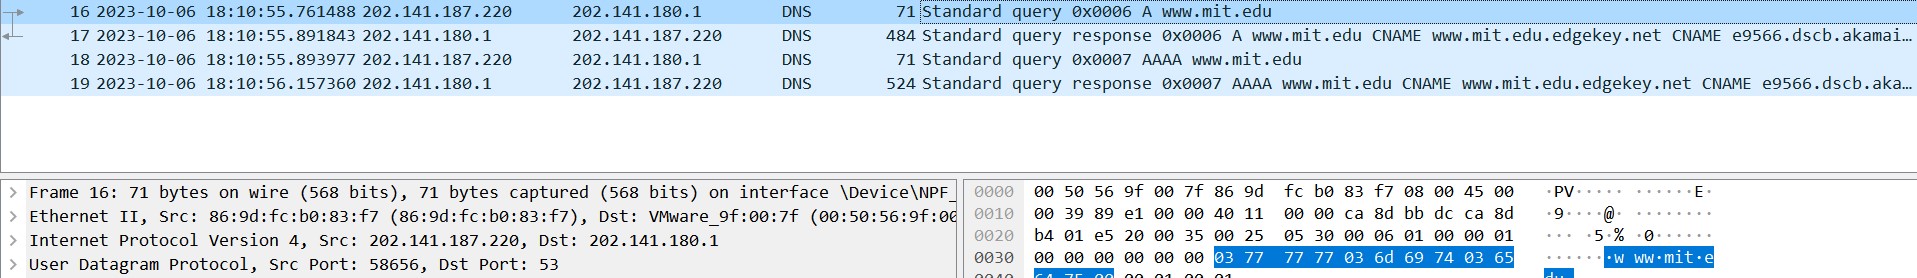 16 2023-10-06 18:10:55.761488 202.141.187.220 202.141.180.1 DNS 71 Standard query 0x0006 A www.mit.edu
17 2023-10-06 18:10:55.891843 202.141.180.1 202.141.187.220 DNS 484 Standard query response 0x0006 A www.mit.edu CNAME www.mit.edu.edgekey.net CNAME e9566.dscb.akamai…
18 2023-10-06 18:10:55.893977 202.141.187.220 202.141.180.1 DNS 71 Standard query 0x0007 AAAA www.mit.edu
19 2023-10-06 18:10:56.157360 202.141.180.1 202.141.187.220 DNS 524 Standard query response 0x0007 AAAA www.mit.edu CNAME www.mit.edu.edgekey.net CNAME e9566.dscb.aka…
Frame 16: 71 bytes on wire (568 bits), 71 bytes captured (568 bits) on interface \Device\NPF_
Ethernet II, Src: 86:9d:fc:b0:83:f7 (86:9d:fc:b0:83:f7), Dst: VMware_9f:00:7f (00:50:56:9f:00
Internet Protocol Version 4, Src: 202.141.187.220, Dst: 202.141.180.1
User Datagram Protocol, Src Port: 58656, Dst Port: 53
0000 00 50 56 9f 00 7f 86 9d fc b0 83 f7 08 00 45 00 ·PV····· ······E·
0010 00 39 89 e1 00 00 40 11 00 00 ca 8d bb dc ca 8d ·9····@· ········
0020 b4 01 e5 20 00 35 00 25 05 30 00 06 01 00 00 01 ··· ·5·% ·0······
0030 00 00 00 00 00 00 03 77 77 77 03 6d 69 74 03 65 ·······w ww·mit·e
0040 64 75 00 00 01 00 01 du·